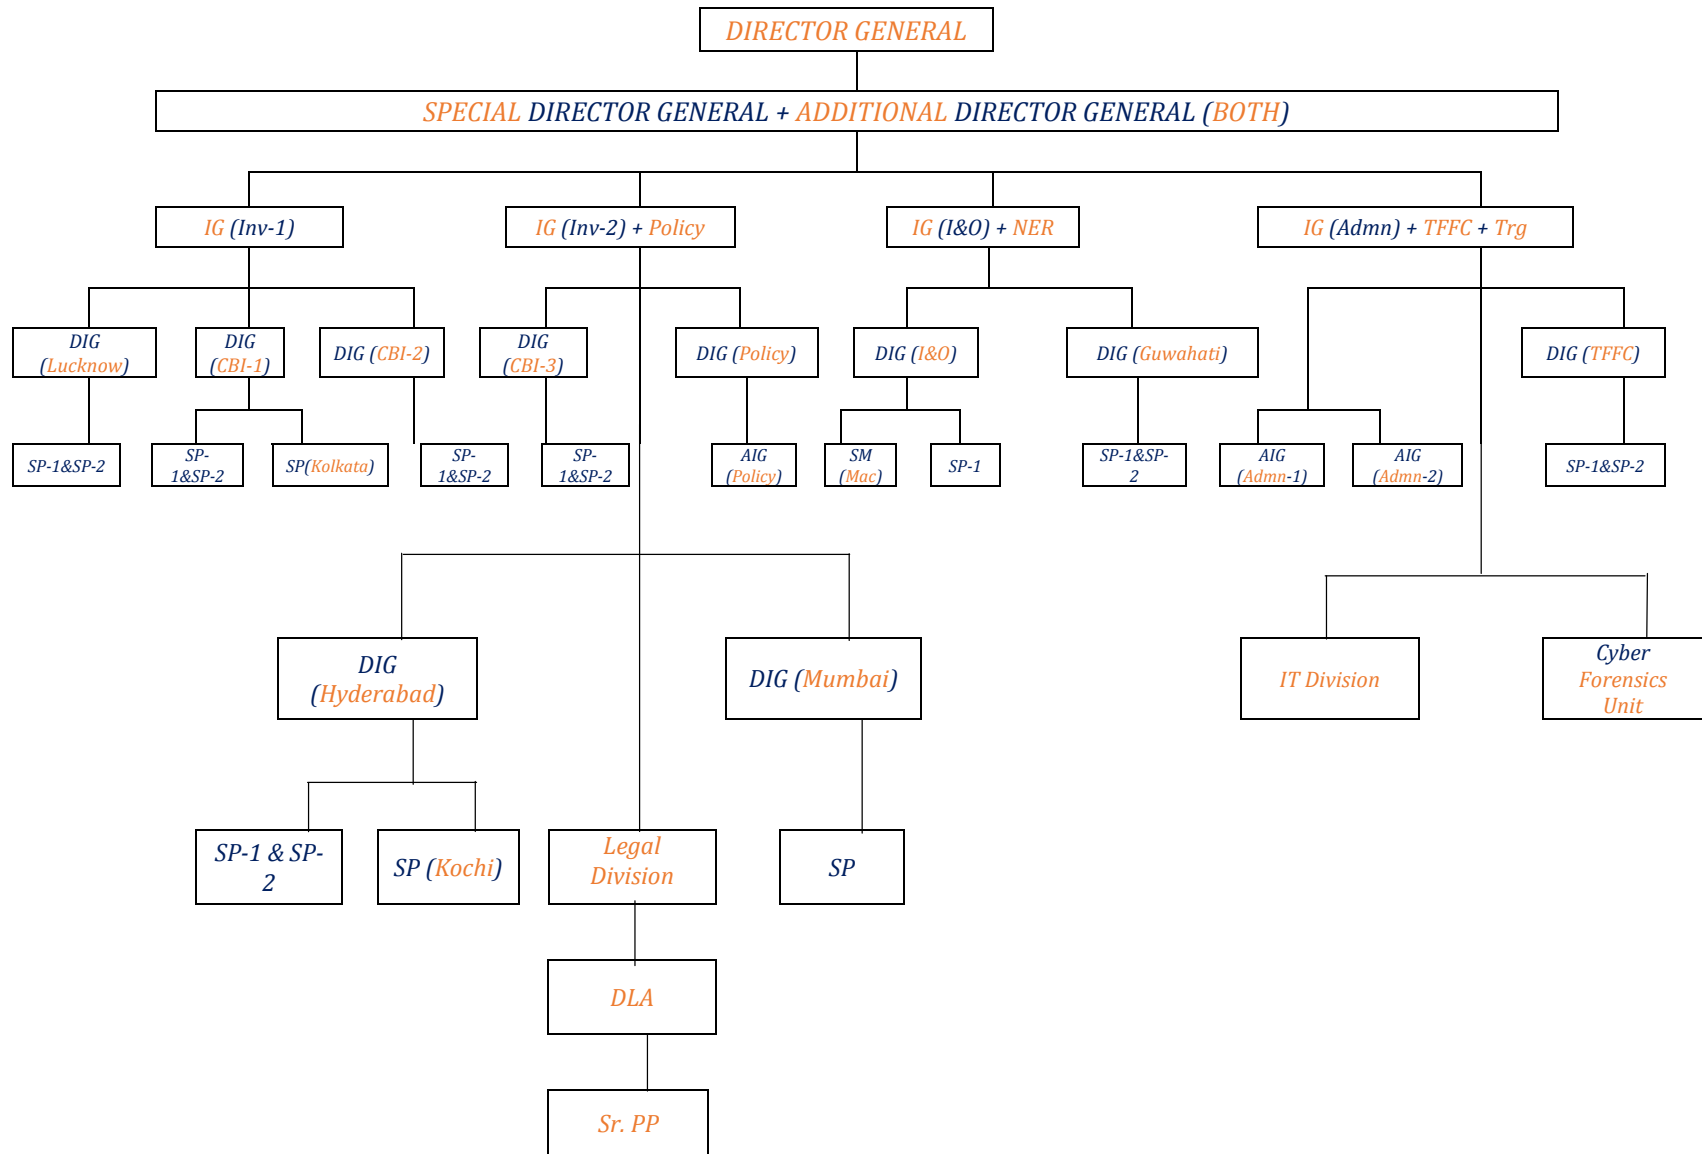 DIRECTOR GENERAL
SPECIAL DIRECTOR GENERAL + ADDITIONAL DIRECTOR GENERAL (BOTH)
IG (Inv-1)
IG (Inv-2) + Policy
IG (I&O) + NER
IG (Admn) + TFFC + Trg
DIG
(Lucknow)
DIG
(CBI-1)
DIG (CBI-2)
DIG
(CBI-3)
DIG (Policy)
DIG (I&O)
DIG (Guwahati)
DIG (TFFC)
SP-1&SP-2
SP-
1&SP-2
SP(Kolkata)
SP-
1&SP-2
SP-
1&SP-2
AIG
(Policy)
SM
(Mac)
SP-1
SP-1&SP-
2
AIG
(Admn-1)
AIG
(Admn-2)
SP-1&SP-2
DIG
(Hyderabad)
DIG (Mumbai)
IT Division
Cyber
Forensics
Unit
SP-1 & SP-
2
SP (Kochi)
Legal
Division
SP
DLA
Sr. PP